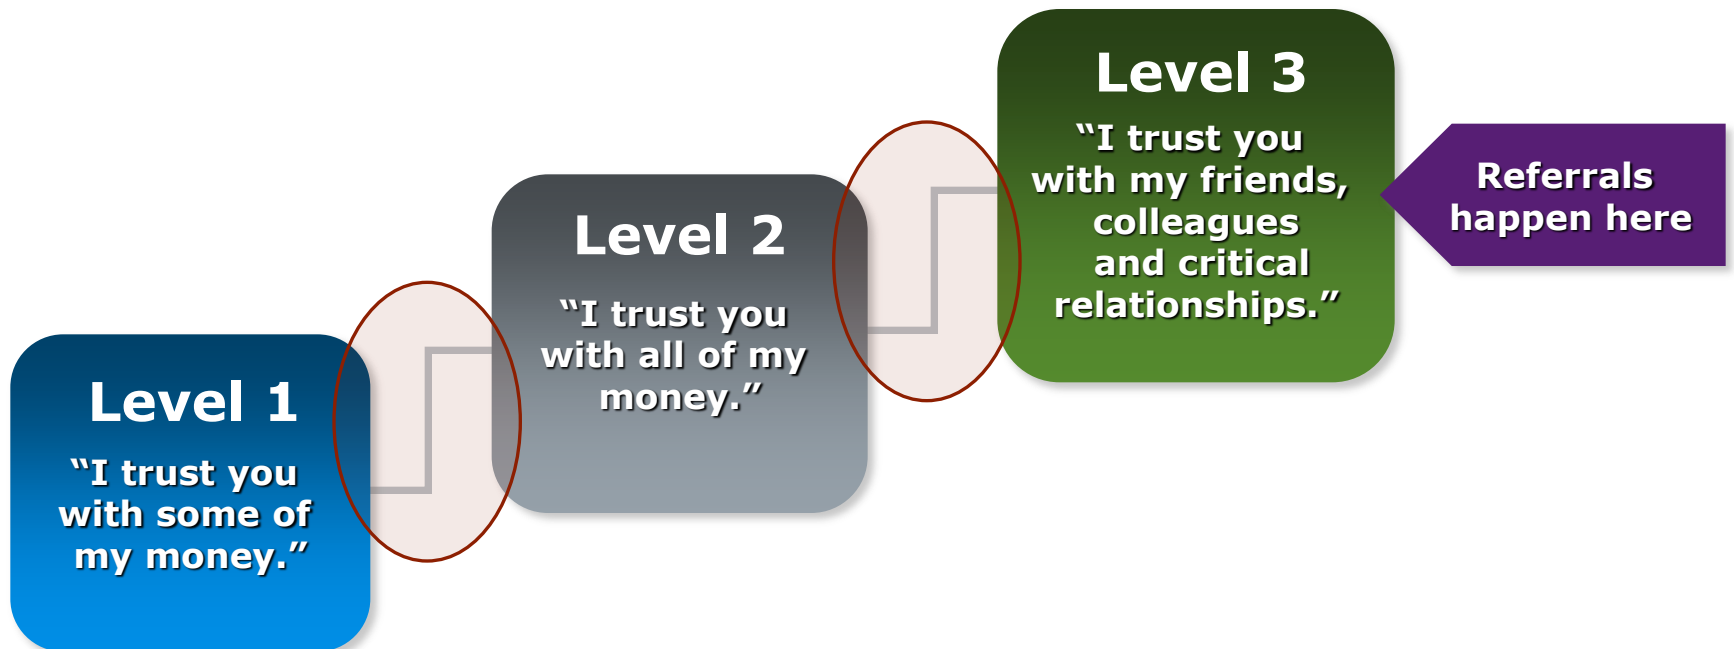 Level 1
“I trust you
with some of
my money.”
Level 2
“I trust you
with all of my
money.”
Level 3
“I trust you
with my friends,
colleagues
and critical
relationships.”
Referrals
happen here